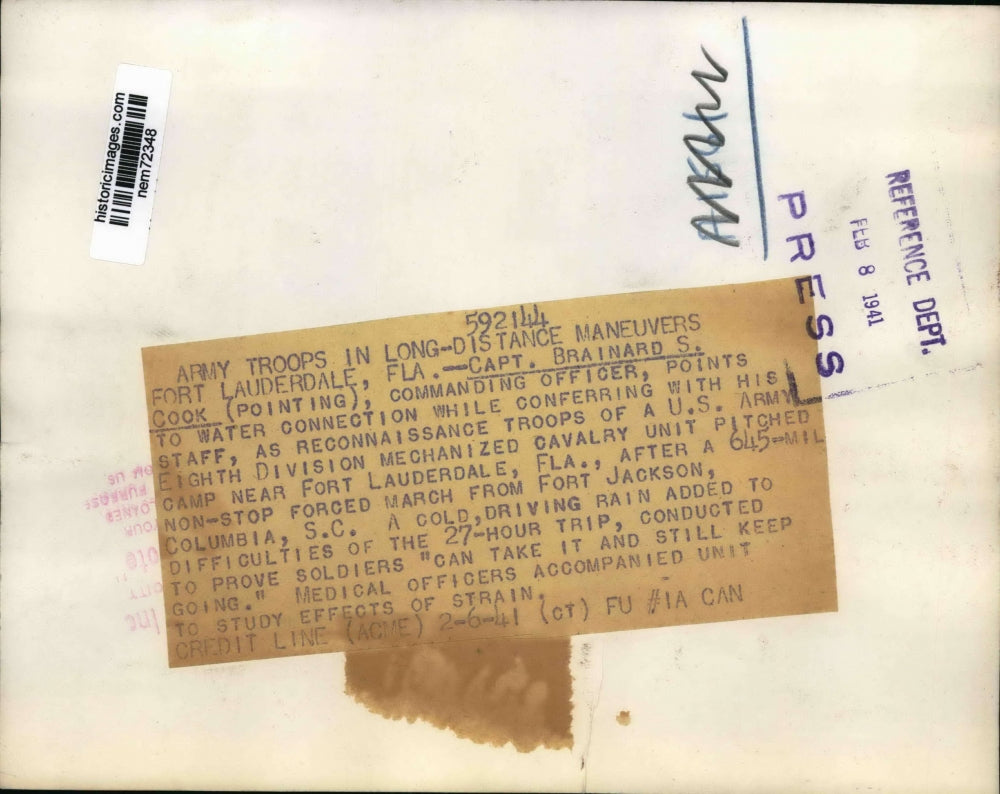 historicimages.com
nem72348
REFERENCE DEPT.
FEB 8 1941
PRESS
592144
ARMY TROOPS IN LONG-DISTANCE MANEUVERS
FORT LAUDERDALE, FLA.--CAPT. BRAINARD S.
COOK (POINTING), COMMANDING OFFICER, POINTS
TO WATER CONNECTION WHILE CONFERRING WITH HIS
STAFF, AS RECONNAISSANCE TROOPS OF A U.S. ARMY
EIGHTH DIVISION MECHANIZED CAVALRY UNIT PITCHED
CAMP NEAR FORT LAUDERDALE, FLA., AFTER A 645-MIL
NON-STOP FORCED MARCH FROM FORT JACKSON,
COLUMBIA, S.C. A COLD, DRIVING RAIN ADDED TO
DIFFICULTIES OF THE 27-HOUR TRIP, CONDUCTED
TO PROVE SOLDIERS "CAN TAKE IT AND STILL KEEP
GOING." MEDICAL OFFICERS ACCOMPANIED UNIT
TO STUDY EFFECTS OF STRAIN.
CREDIT LINE (ACME) 2-6-41 (CT) FU #1A CAN